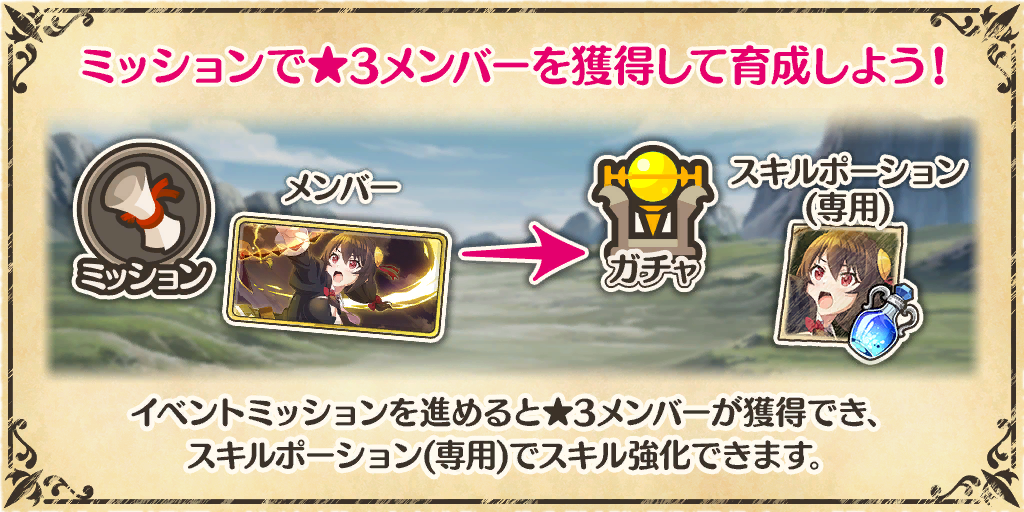 ミッションで★3メンバーを獲得して育成しよう!
メンバー
スキルポーション
(専用)
ミッション
ガチャ
イベントミッションを進めると★3メンバーが獲得でき、
スキルポーション(専用)でスキル強化できます。